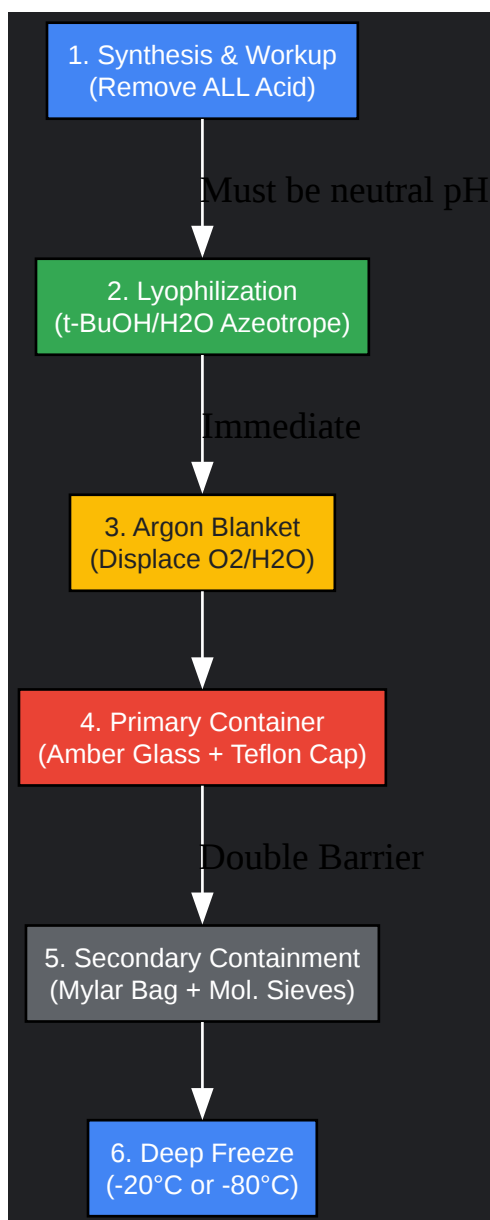 1. Synthesis & Workup
(Remove ALL Acid)
Must be neutral pH
2. Lyophilization
(t-BuOH/H2O Azeotrope)
Immediate
3. Argon Blanket
(Displace O2/H2O)
4. Primary Container
(Amber Glass + Teflon Cap)
Double Barrier
5. Secondary Containment
(Mylar Bag + Mol. Sieves)
6. Deep Freeze
(-20°C or -80°C)